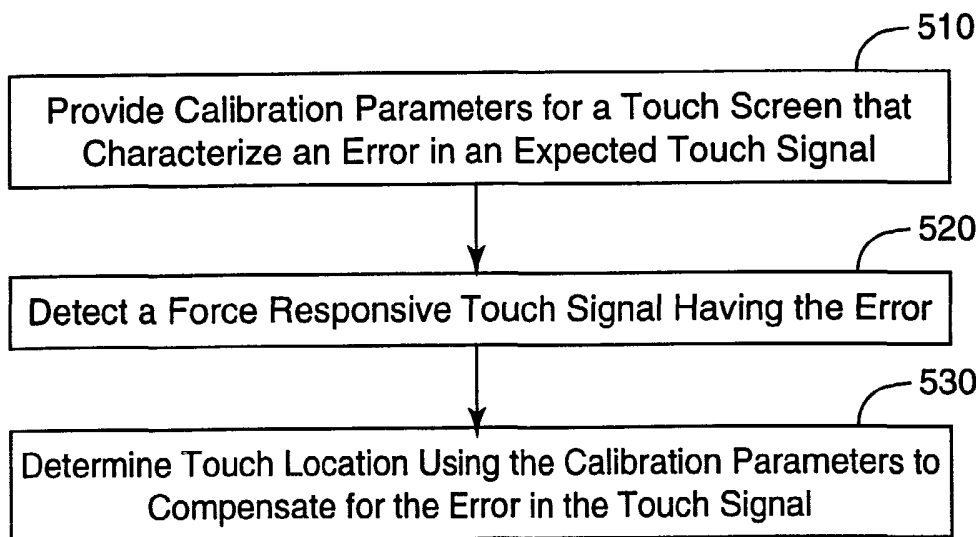 510
Provide Calibration Parameters for a Touch Screen that
Characterize an Error in an Expected Touch Signal
520
Detect a Force Responsive Touch Signal Having the Error
530
Determine Touch Location Using the Calibration Parameters to
Compensate for the Error in the Touch Signal